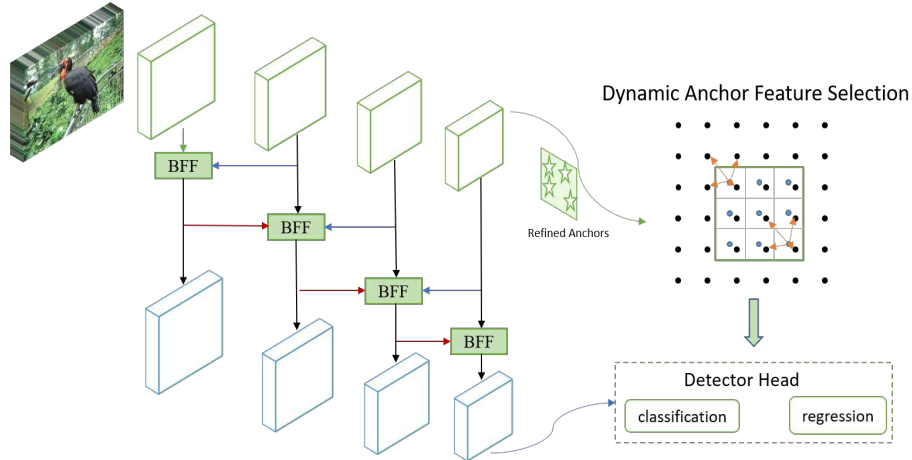 Dynamic Anchor Feature Selection
BFF
BFF
Refined Anchors
BFF
BFF
Detector Head
classification
regression